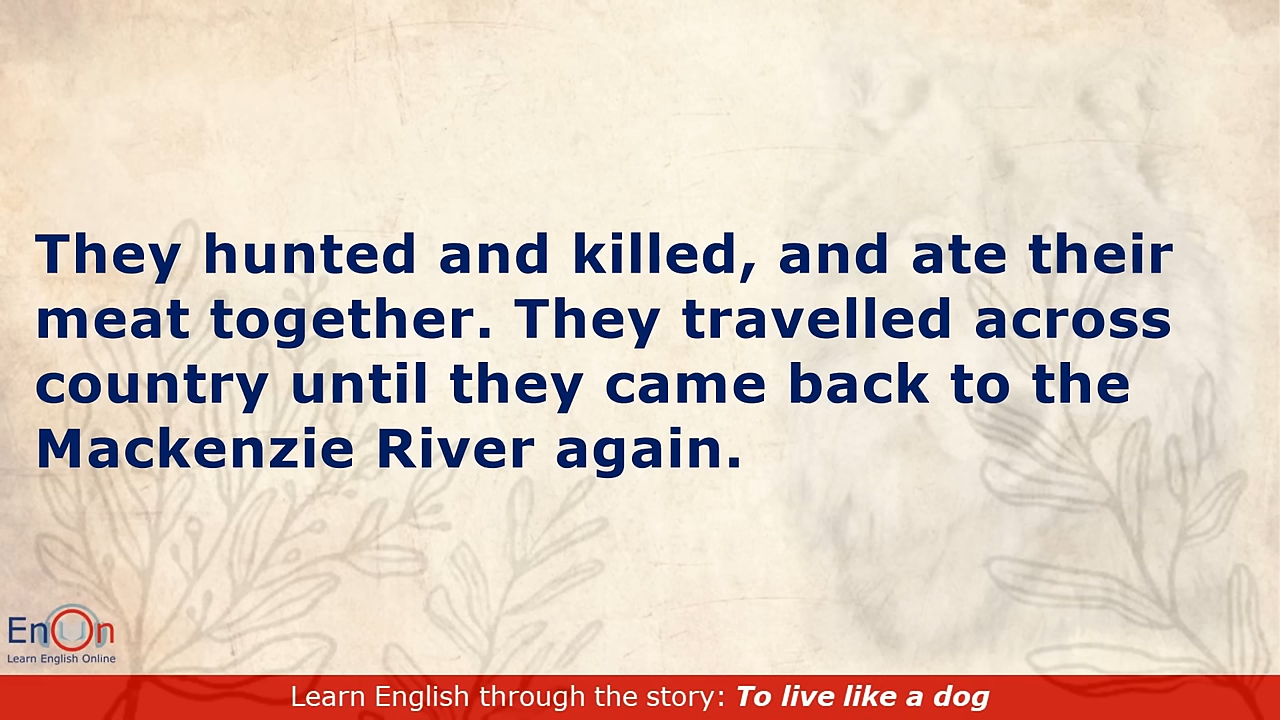 They hunted and killed, and ate their
meat together. They travelled across
country until they came back to the
Mackenzie River again.
EnOn
Learn English Online
Learn English through the story: To live like a dog